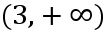 (3, + ∞)